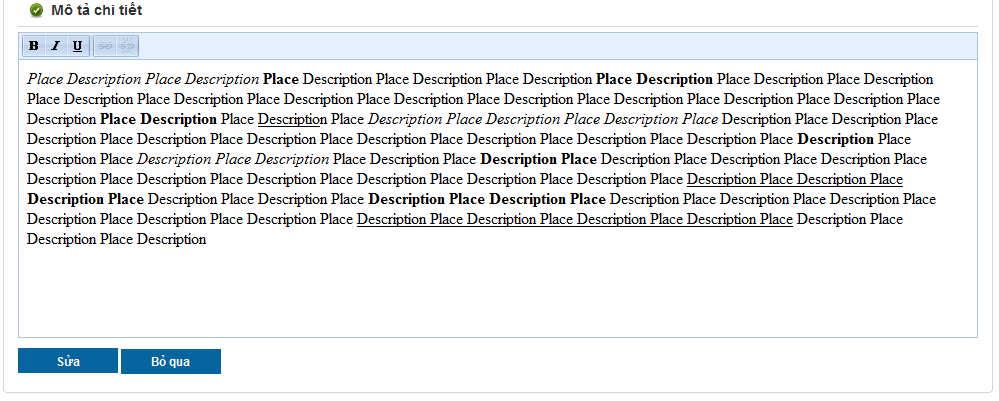 Mô tả chi tiết
B I U
Place Description Place Description Place Description Place Description Place Description Place Description Place Description Place Description
Place Description Place Description Place Description Place Description Place Description Place Description Place Description Place Description Place
Description Place Description Place Description Place Description Place Description Place Description Place Description Place Description Place
Description Place Description Place Description Place Description Place Description Place Description Place Description Place Description Place
Description Place Description Place Description Place Description Place Description Place Description Place Description Place Description Place
Description Place Description Place Description Place Description Place Description Place Description Place Description Place Description Place
Description Place Description Place Description Place Description Place Description Place Description Place Description Place Description Place
Description Place Description Place Description Place Description Place Description Place Description Place Description Place Description Place
Description Place Description
Sửa Bỏ qua